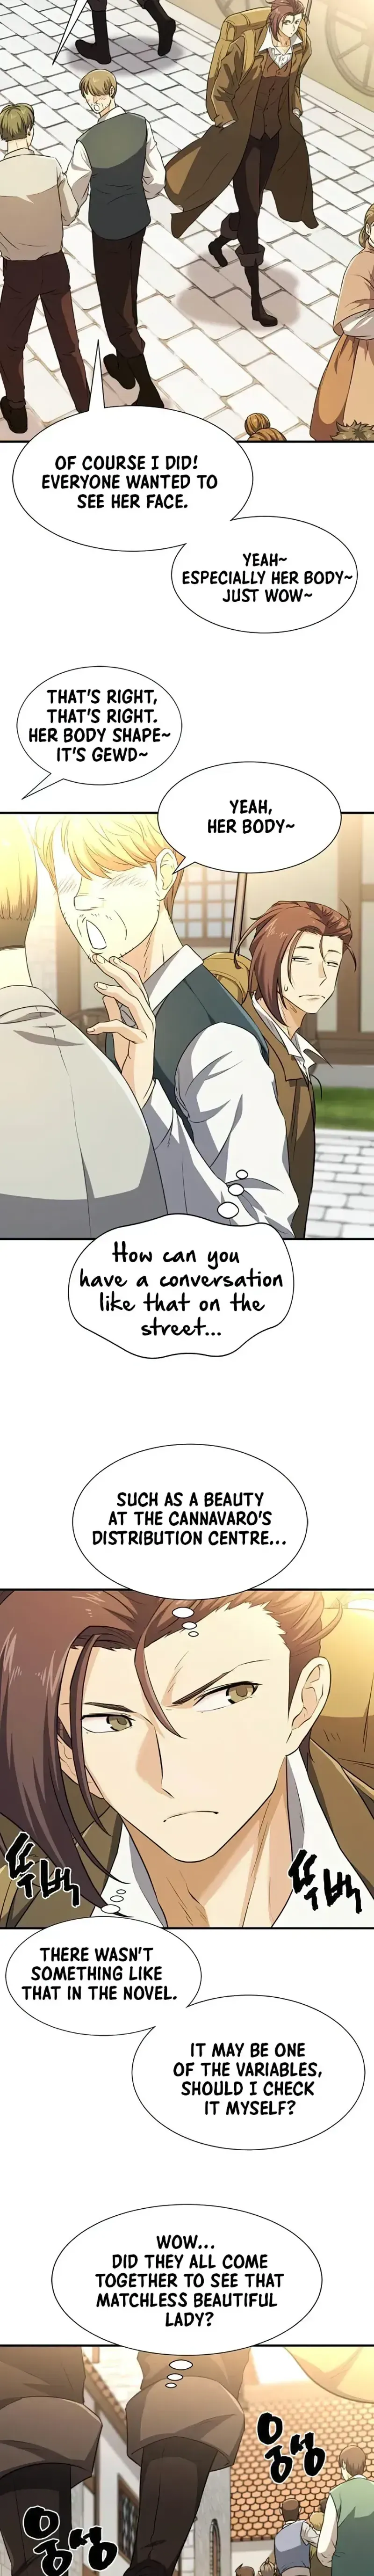 OF COURSE I DID!
EVERYONE WANTED TO
SEE HER FACE.
YEAH~
ESPECIALLY HER BODY~
JUST WOW~
THAT'S RIGHT,
THAT'S RIGHT.
HER BODY SHAPE~
IT'S GEWD~
YEAH,
HER BODY~
How can you
have a conversation
like that on the
street...
SUCH AS A BEAUTY
AT THE CANNAVARO'S
DISTRIBUTION CENTRE...
뚜벅
뚜벅
THERE WASN'T
SOMETHING LIKE
THAT IN THE NOVEL.
IT MAY BE ONE
OF THE VARIABLES,
SHOULD I CHECK
IT MYSELF?
WOW...
DID THEY ALL COME
TOGETHER TO SEE THAT
MATCHLESS BEAUTIFUL
LADY?
웅성
웅성